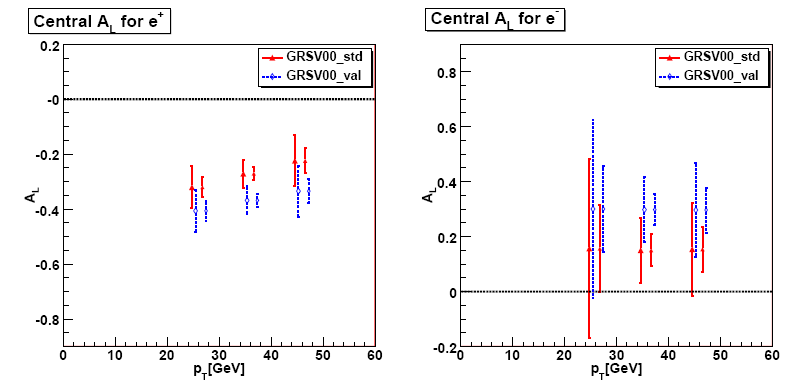 Central A_L for e^+
GRSV00_std
GRSV00_val
0.2
-0
-0.2
-0.4
-0.6
-0.8
A_L
0 10 20 30 40 50 60
p_T[GeV]
Central A_L for e^-
GRSV00_std
GRSV00_val
0.8
0.6
0.4
0.2
0
-0.2
A_L
0 10 20 30 40 50 60
p_T[GeV]